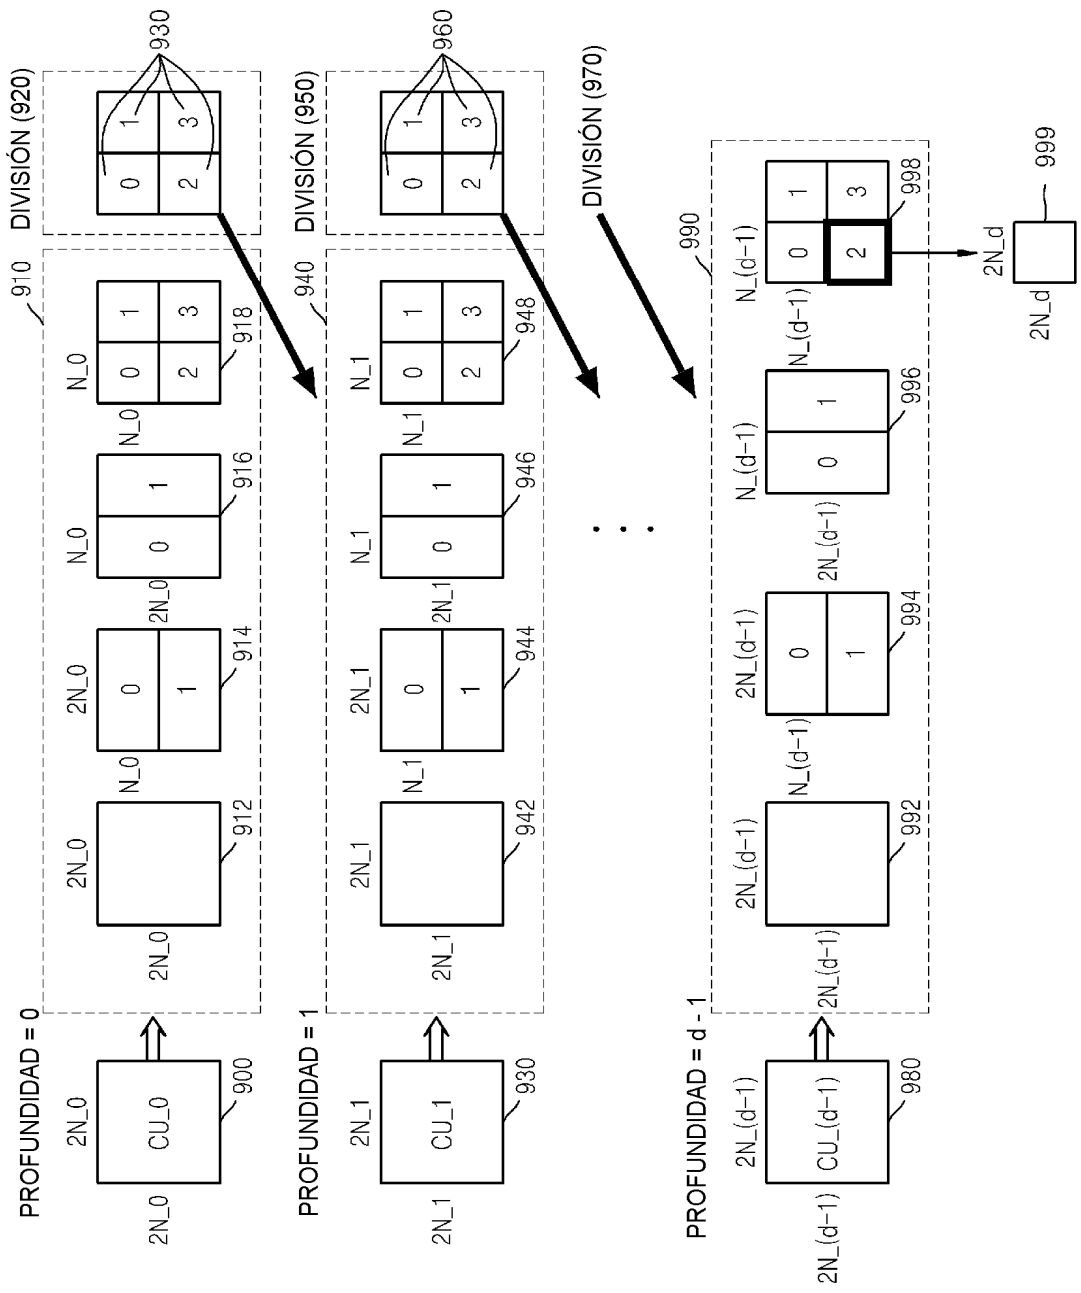 PROFUNDIDAD = 0
910
DIVISIÓN (920)
2N_0
2N_0
2N_0
N_0
N_0
2N_0
CU_0
900
2N_0
912
N_0
0
1
914
2N_0
0
1
916
N_0
0
1
2
3
918
0
1
2
3
930
PROFUNDIDAD = 1
940
DIVISIÓN (950)
2N_1
2N_1
2N_1
N_1
N_1
2N_1
CU_1
930
2N_1
942
N_1
0
1
944
2N_1
0
1
946
N_1
0
1
2
3
948
0
1
2
3
960
DIVISIÓN (970)
. . .
PROFUNDIDAD = d - 1
990
2N_(d-1)
2N_(d-1)
2N_(d-1)
N_(d-1)
N_(d-1)
2N_(d-1)
CU_(d-1)
980
2N_(d-1)
992
N_(d-1)
0
1
994
2N_(d-1)
0
1
996
N_(d-1)
0
1
2
3
998
2N_d
2N_d
999